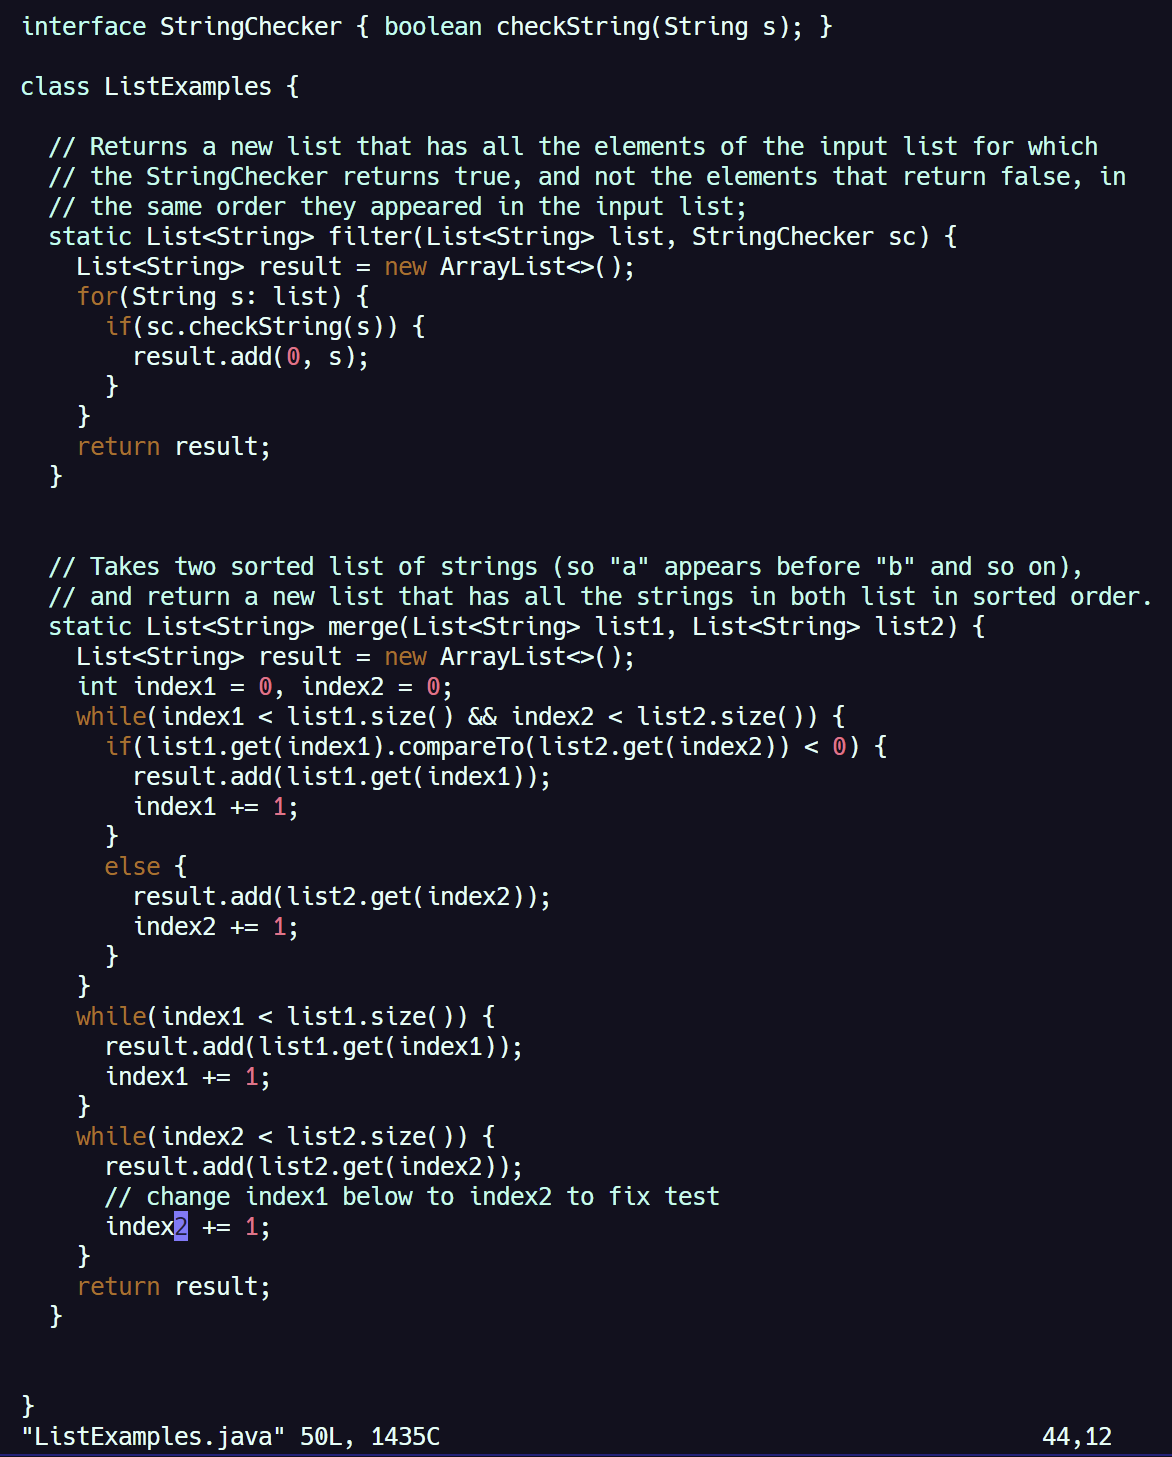 interface StringChecker { boolean checkString(String s); }

class ListExamples {

  // Returns a new list that has all the elements of the input list for which
  // the StringChecker returns true, and not the elements that return false, in
  // the same order they appeared in the input list;
  static List<String> filter(List<String> list, StringChecker sc) {
    List<String> result = new ArrayList<>();
    for(String s: list) {
      if(sc.checkString(s)) {
        result.add(0, s);
      }
    }
    return result;
  }


  // Takes two sorted list of strings (so "a" appears before "b" and so on),
  // and return a new list that has all the strings in both list in sorted order.
  static List<String> merge(List<String> list1, List<String> list2) {
    List<String> result = new ArrayList<>();
    int index1 = 0, index2 = 0;
    while(index1 < list1.size() && index2 < list2.size()) {
      if(list1.get(index1).compareTo(list2.get(index2)) < 0) {
        result.add(list1.get(index1));
        index1 += 1;
      }
      else {
        result.add(list2.get(index2));
        index2 += 1;
      }
    }
    while(index1 < list1.size()) {
      result.add(list1.get(index1));
      index1 += 1;
    }
    while(index2 < list2.size()) {
      result.add(list2.get(index2));
      // change index1 below to index2 to fix test
      index2 += 1;
    }
    return result;
  }


}
"ListExamples.java" 50L, 1435C 44,12